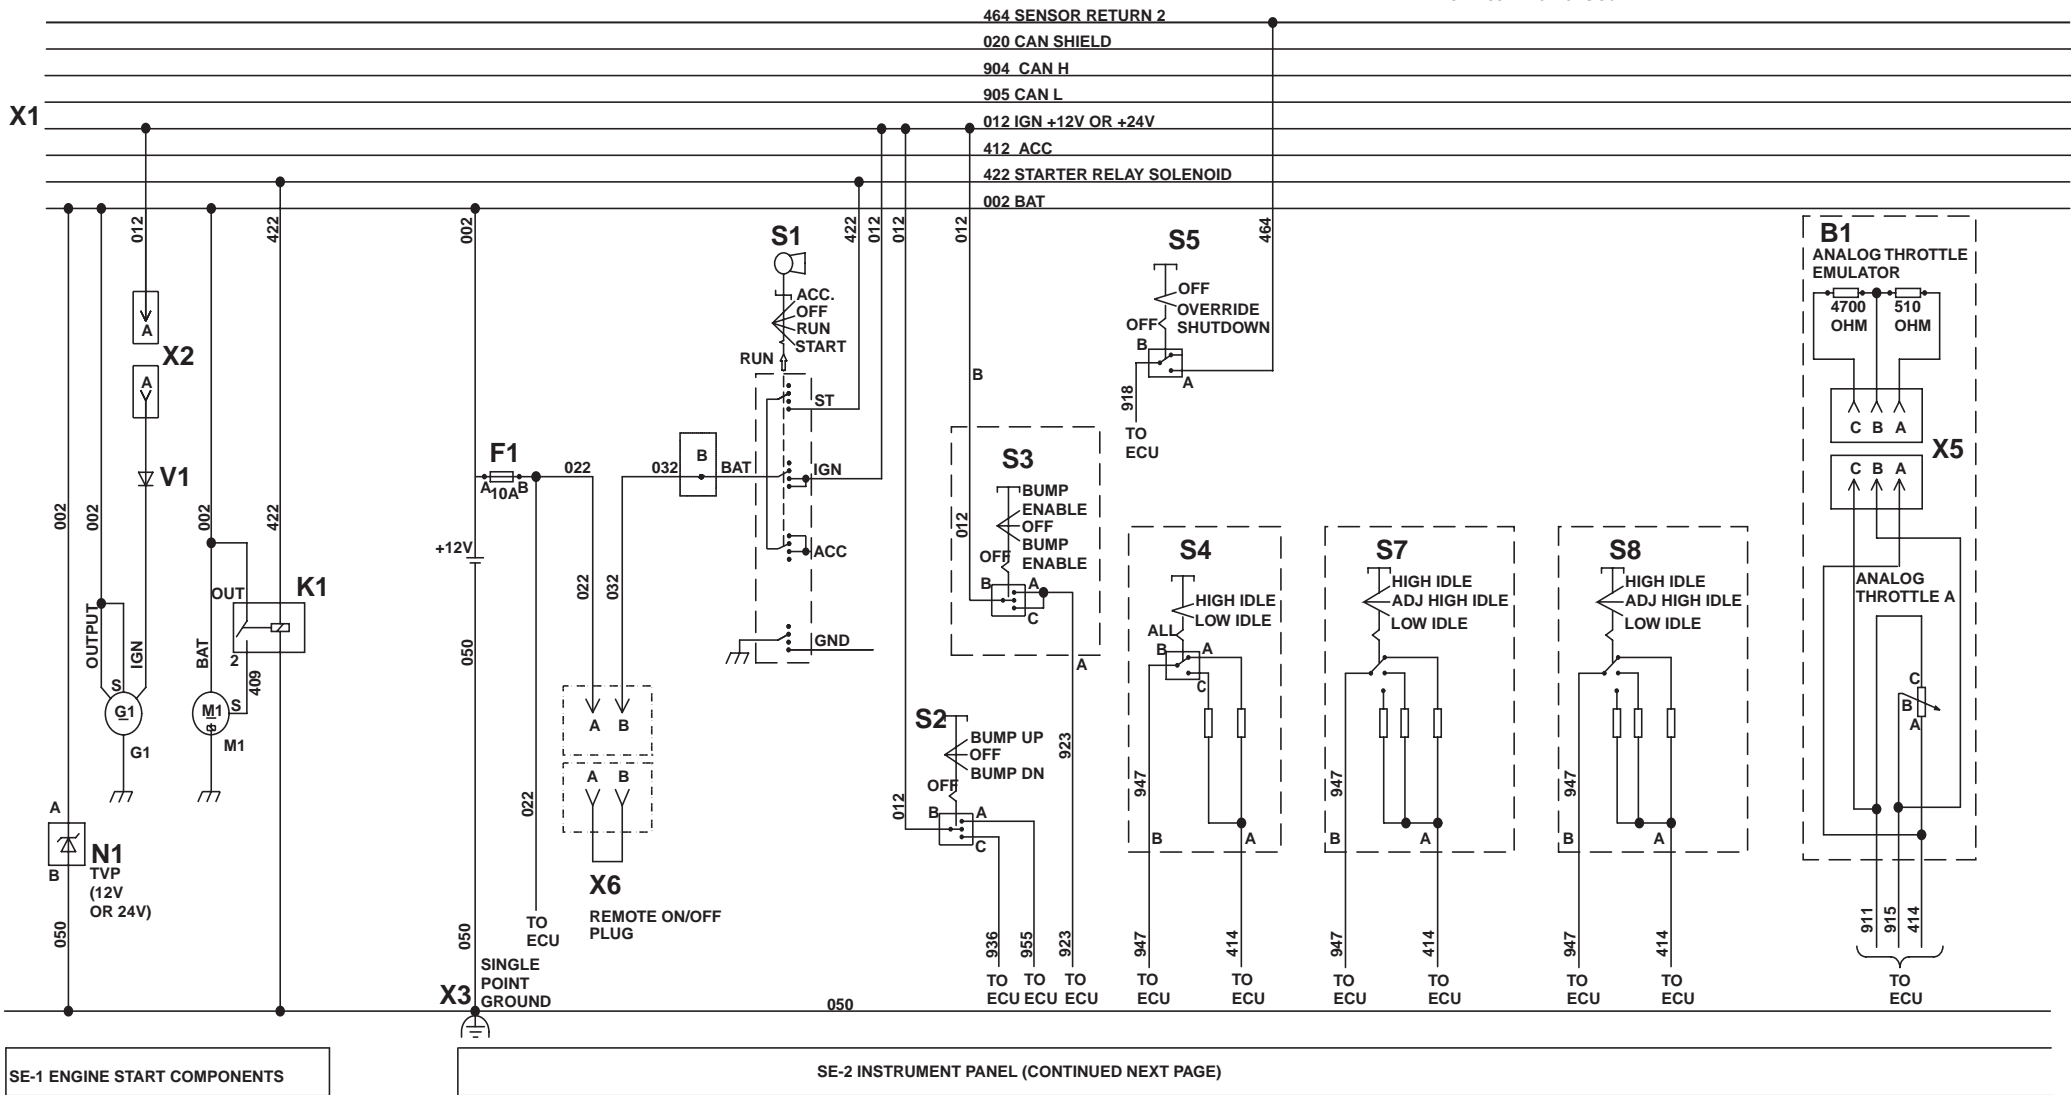 464 SENSOR RETURN 2
020 CAN SHIELD
904 CAN H
905 CAN L
X1
012 IGN +12V OR +24V
412 ACC
422 STARTER RELAY SOLENOID
002 BAT
012
422
002
422
012
012
012
464
S1
ACC.
OFF
RUN
START
RUN
ST
IGN
ACC
GND
S5
OFF
OVERRIDE
SHUTDOWN
OFF
B
A
918
TO
ECU
B1
ANALOG THROTTLE
EMULATOR
4700
OHM
510
OHM
C B A
X5
C B A
ANALOG
THROTTLE A
C
B
A
911
915
414
TO
ECU
A
X2
A
V1
002
002
002
422
OUTPUT
IGN
BAT
OUT
K1
2
409
S
G1
G1
S
M1
M1
A
N1
TVP
(12V
OR 24V)
B
050
F1
A
10A
B
022
032
B
BAT
+12V
050
022
032
A B
A B
022
X6
REMOTE ON/OFF
PLUG
TO
ECU
050
X3
SINGLE
POINT
GROUND
050
B
S3
BUMP
ENABLE
OFF
BUMP
ENABLE
OFF
012
B
A
C
A
923
923
S2
BUMP UP
OFF
BUMP DN
OFF
012
B
A
C
936
955
TO
ECU
TO
ECU
TO
ECU
S4
HIGH IDLE
LOW IDLE
ALL
B
A
C
947
B
A
947
414
TO
ECU
TO
ECU
S7
HIGH IDLE
ADJ HIGH IDLE
LOW IDLE
947
B
A
947
414
TO
ECU
TO
ECU
S8
HIGH IDLE
ADJ HIGH IDLE
LOW IDLE
947
B
A
947
414
TO
ECU
TO
ECU
SE-1 ENGINE START COMPONENTS
SE-2 INSTRUMENT PANEL (CONTINUED NEXT PAGE)